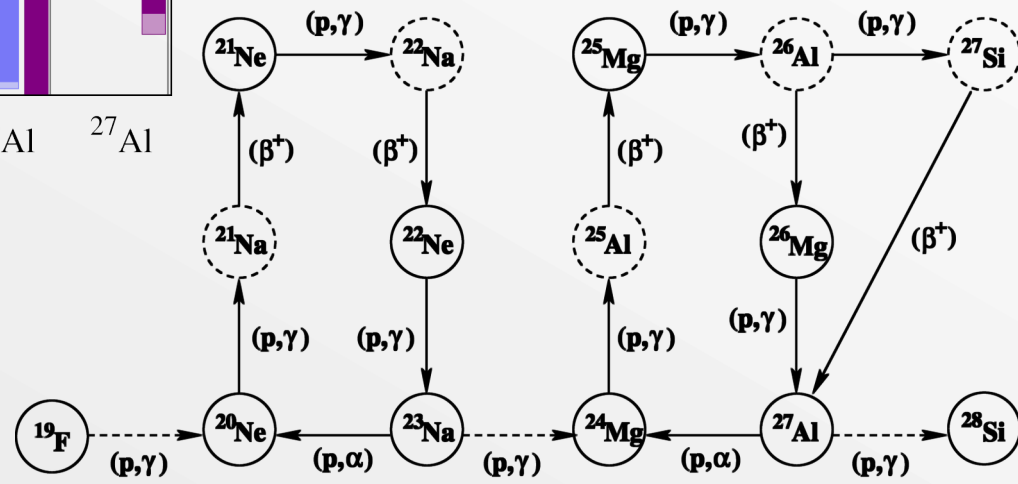 (p,γ) (p,γ) (p,γ)
²¹Ne ²²Na ²⁵Mg ²⁶Al ²⁷Si
Al ²⁷Al
(β⁺) (β⁺) (β⁺) (β⁺)
²¹Na ²²Ne ²⁵Al ²⁶Mg (β⁺)
(p,γ) (p,γ) (p,γ) (p,γ)
¹⁹F ²⁰Ne ²³Na ²⁴Mg ²⁷Al ²⁸Si
(p,γ) (p,α) (p,γ) (p,α) (p,γ)